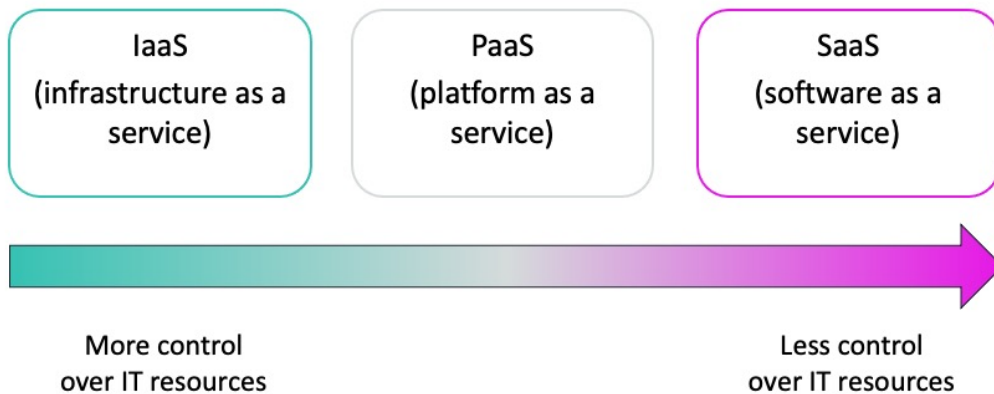 IaaS
(infrastructure as a
service)
PaaS
(platform as a
service)
SaaS
(software as a
service)
More control
over IT resources
Less control
over IT resources